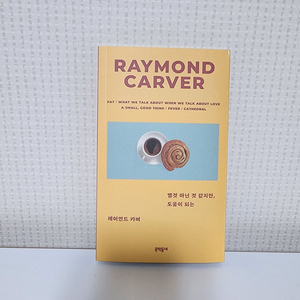 RAYMOND
CARVER
FAT / WHAT WE TALK ABOUT WHEN WE TALK ABOUT LOVE
A SMALL, GOOD THING / FEVER / CATHEDRAL
별것 아닌 것 같지만,
도움이 되는
레이먼드 카버
문학동네